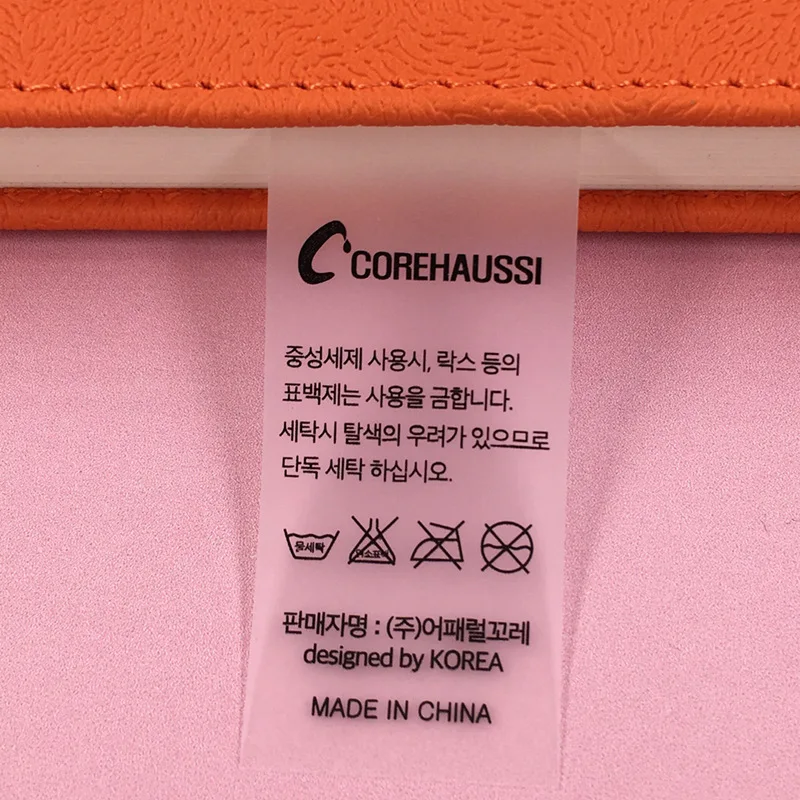 COREHAUSSI
중성세제 사용시, 락스 등의
표백제는 사용을 금합니다.
세탁시 탈색의 우려가 있으므로
단독 세탁 하십시오.
물세탁
판매자명 : (주)어패럴꼬레
designed by KOREA
MADE IN CHINA